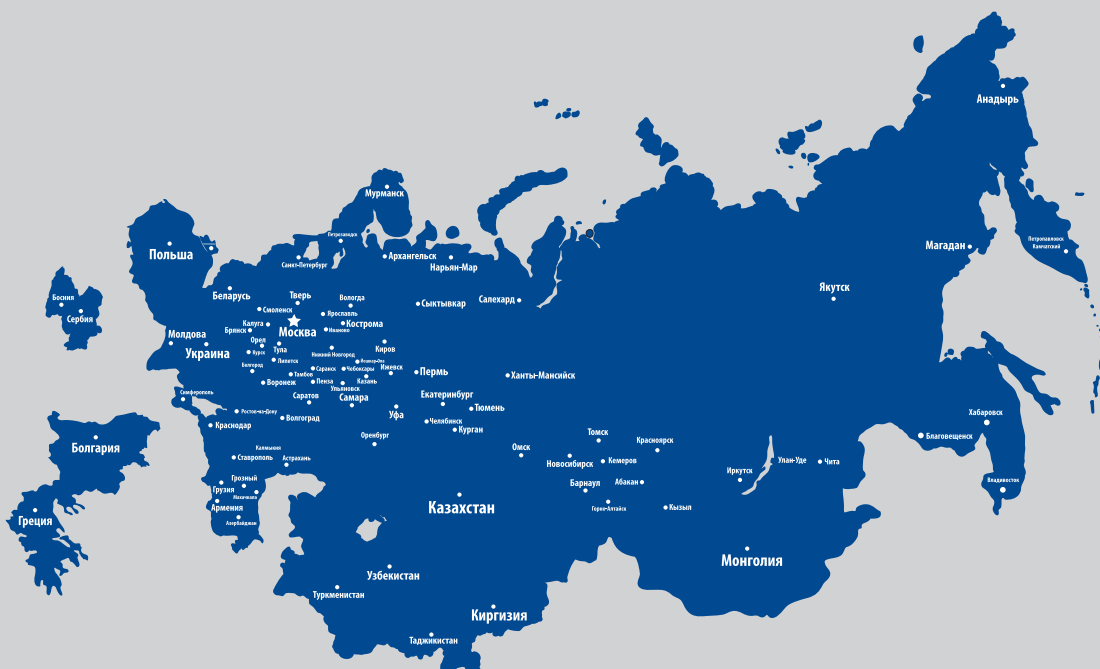 Анадырь
Мурманск
Петрозаводск
Петропавловск
Камчатский
Магадан
Польша
Архангельск
Санкт-Петербург
Нарьян-Мар
Якутск
Босния
Беларусь
Тверь
Вологда
Сыктывкар
Салехард
Сербия
Смоленск
Ярославль
Калуга
Кострома
Брянск
Москва
Иваново
Молдова
Орел
Украина
Курск
Тула
Нижний Новгород
Киров
Белгород
Липецк
Йошкар-Ола
Саранск
Чебоксары
Ижевск
Пермь
Тамбов
Ханты-Мансийск
Воронеж
Пенза
Казань
Ульяновск
Симферополь
Саратов
Самара
Екатеринбург
Тюмень
Ростов-на-Дону
Уфа
Хабаровск
Волгоград
Челябинск
Краснодар
Курган
Томск
Оренбург
Красноярск
Благовещенск
Болгария
Калмыкия
Омск
Ставрополь
Астрахань
Новосибирск
Кемеров
Улан-Уде
Чита
Иркутск
Грозный
Барнаул
Абакан
Владивосток
Грузия
Махачкала
Армения
Казахстан
Горно-Алтайск
Кызыл
Греция
Азербайджан
Монголия
Узбекистан
Туркменистан
Киргизия
Таджикистан